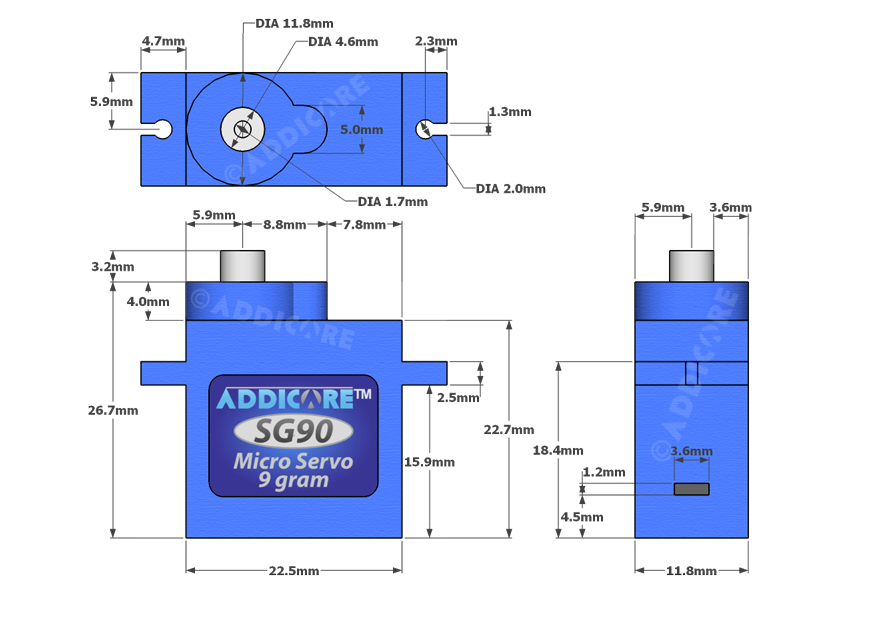 DIA 11.8mm
4.7mm
DIA 4.6mm
2.3mm
5.9mm
1.3mm
5.0mm
© ADDICORE
DIA 2.0mm
DIA 1.7mm
5.9mm
8.8mm
7.8mm
5.9mm
3.6mm
3.2mm
4.0mm
© ADDICORE
© ADDICORE
26.7mm
2.5mm
ADDICORE™
SG90
Micro Servo
9 gram
22.7mm
15.9mm
18.4mm
3.6mm
1.2mm
4.5mm
22.5mm
11.8mm